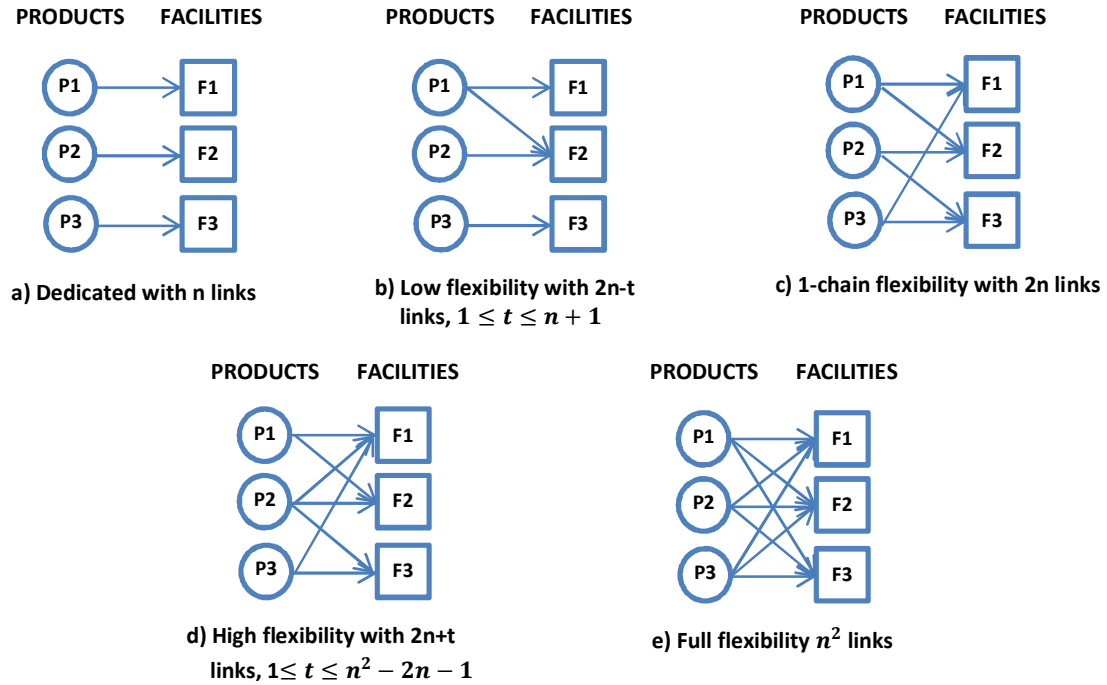 PRODUCTS FACILITIES PRODUCTS FACILITIES PRODUCTS FACILITIES
P1 F1 P1 F1 P1 F1
P2 F2 P2 F2 P2 F2
P3 F3 P3 F3 P3 F3
a) Dedicated with n links
b) Low flexibility with 2n-t
links, 1 ≤ t ≤ n + 1
c) 1-chain flexibility with 2n links
PRODUCTS FACILITIES PRODUCTS FACILITIES
P1 F1 P1 F1
P2 F2 P2 F2
P3 F3 P3 F3
d) High flexibility with 2n+t
links, 1≤ t ≤ n² − 2n − 1
e) Full flexibility n² links